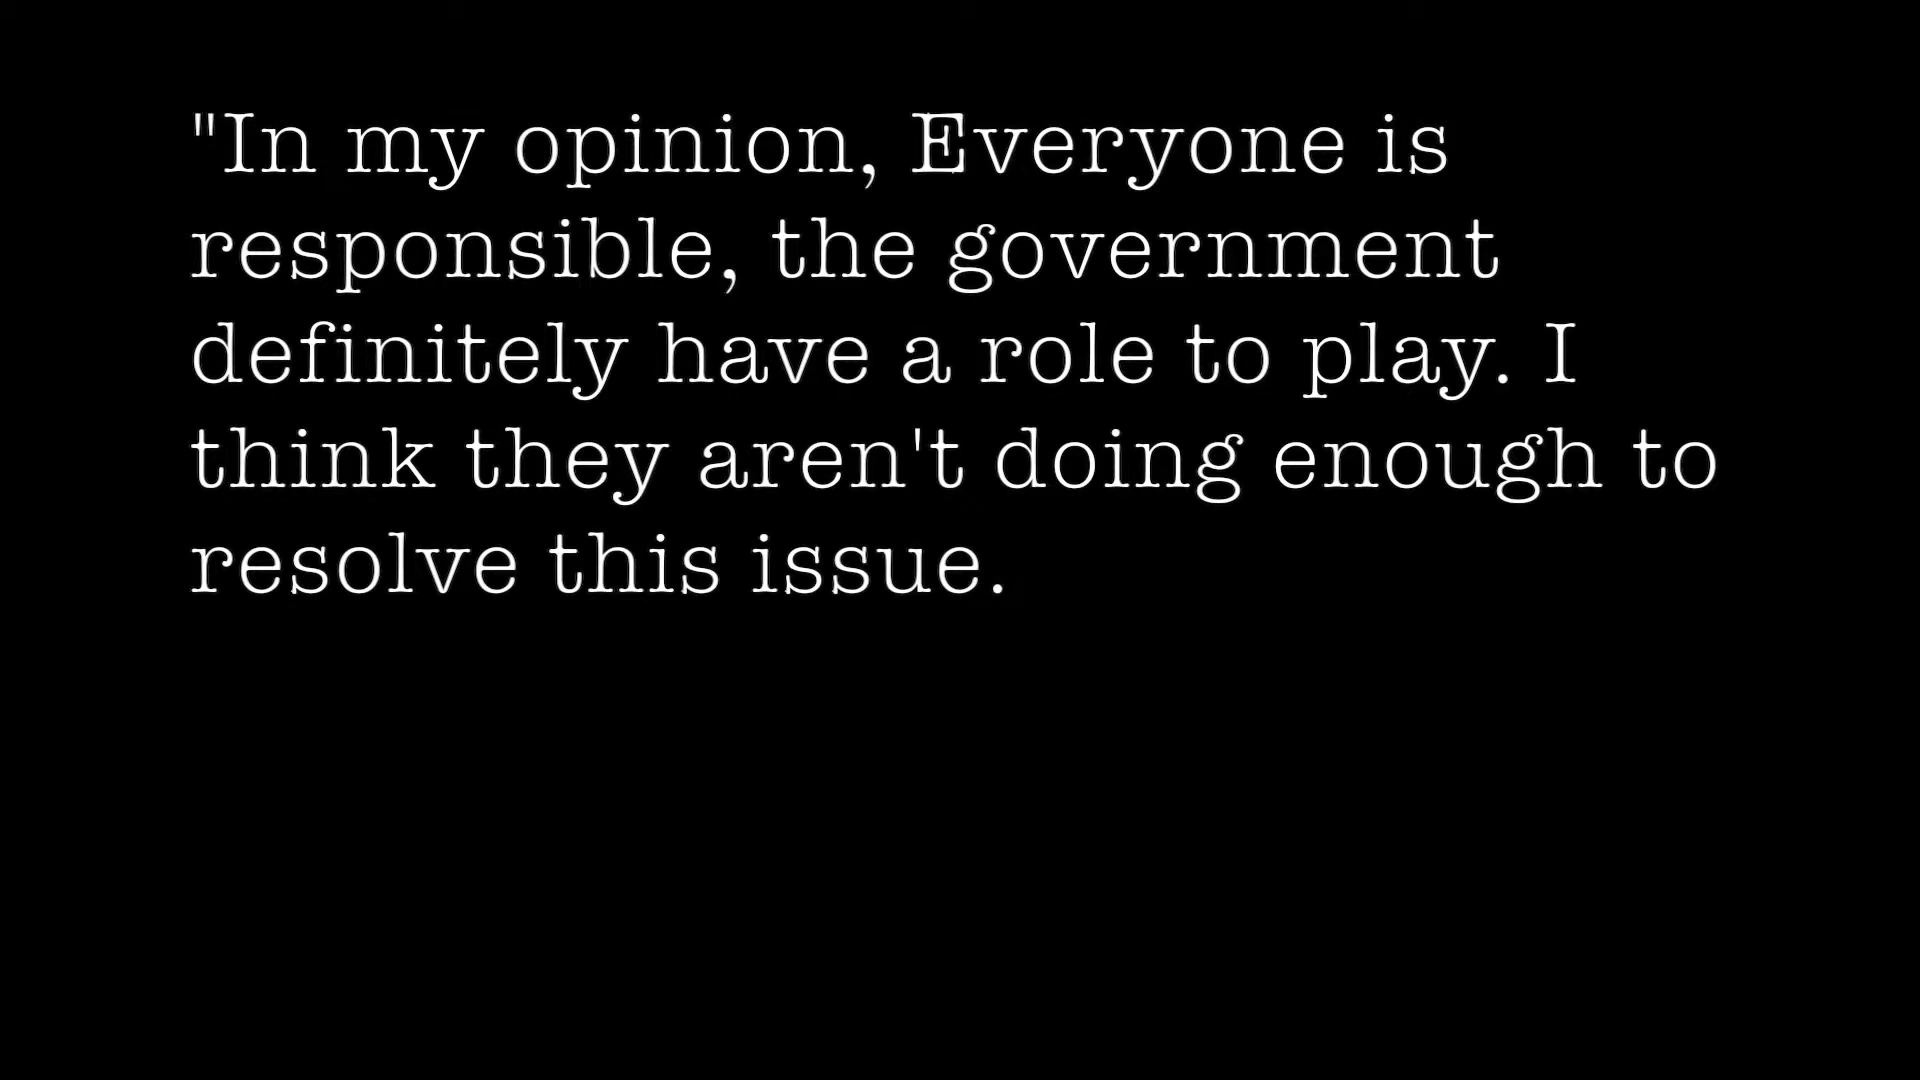 "In my opinion, Everyone is
responsible, the government
definitely have a role to play. I
think they aren't doing enough to
resolve this issue.